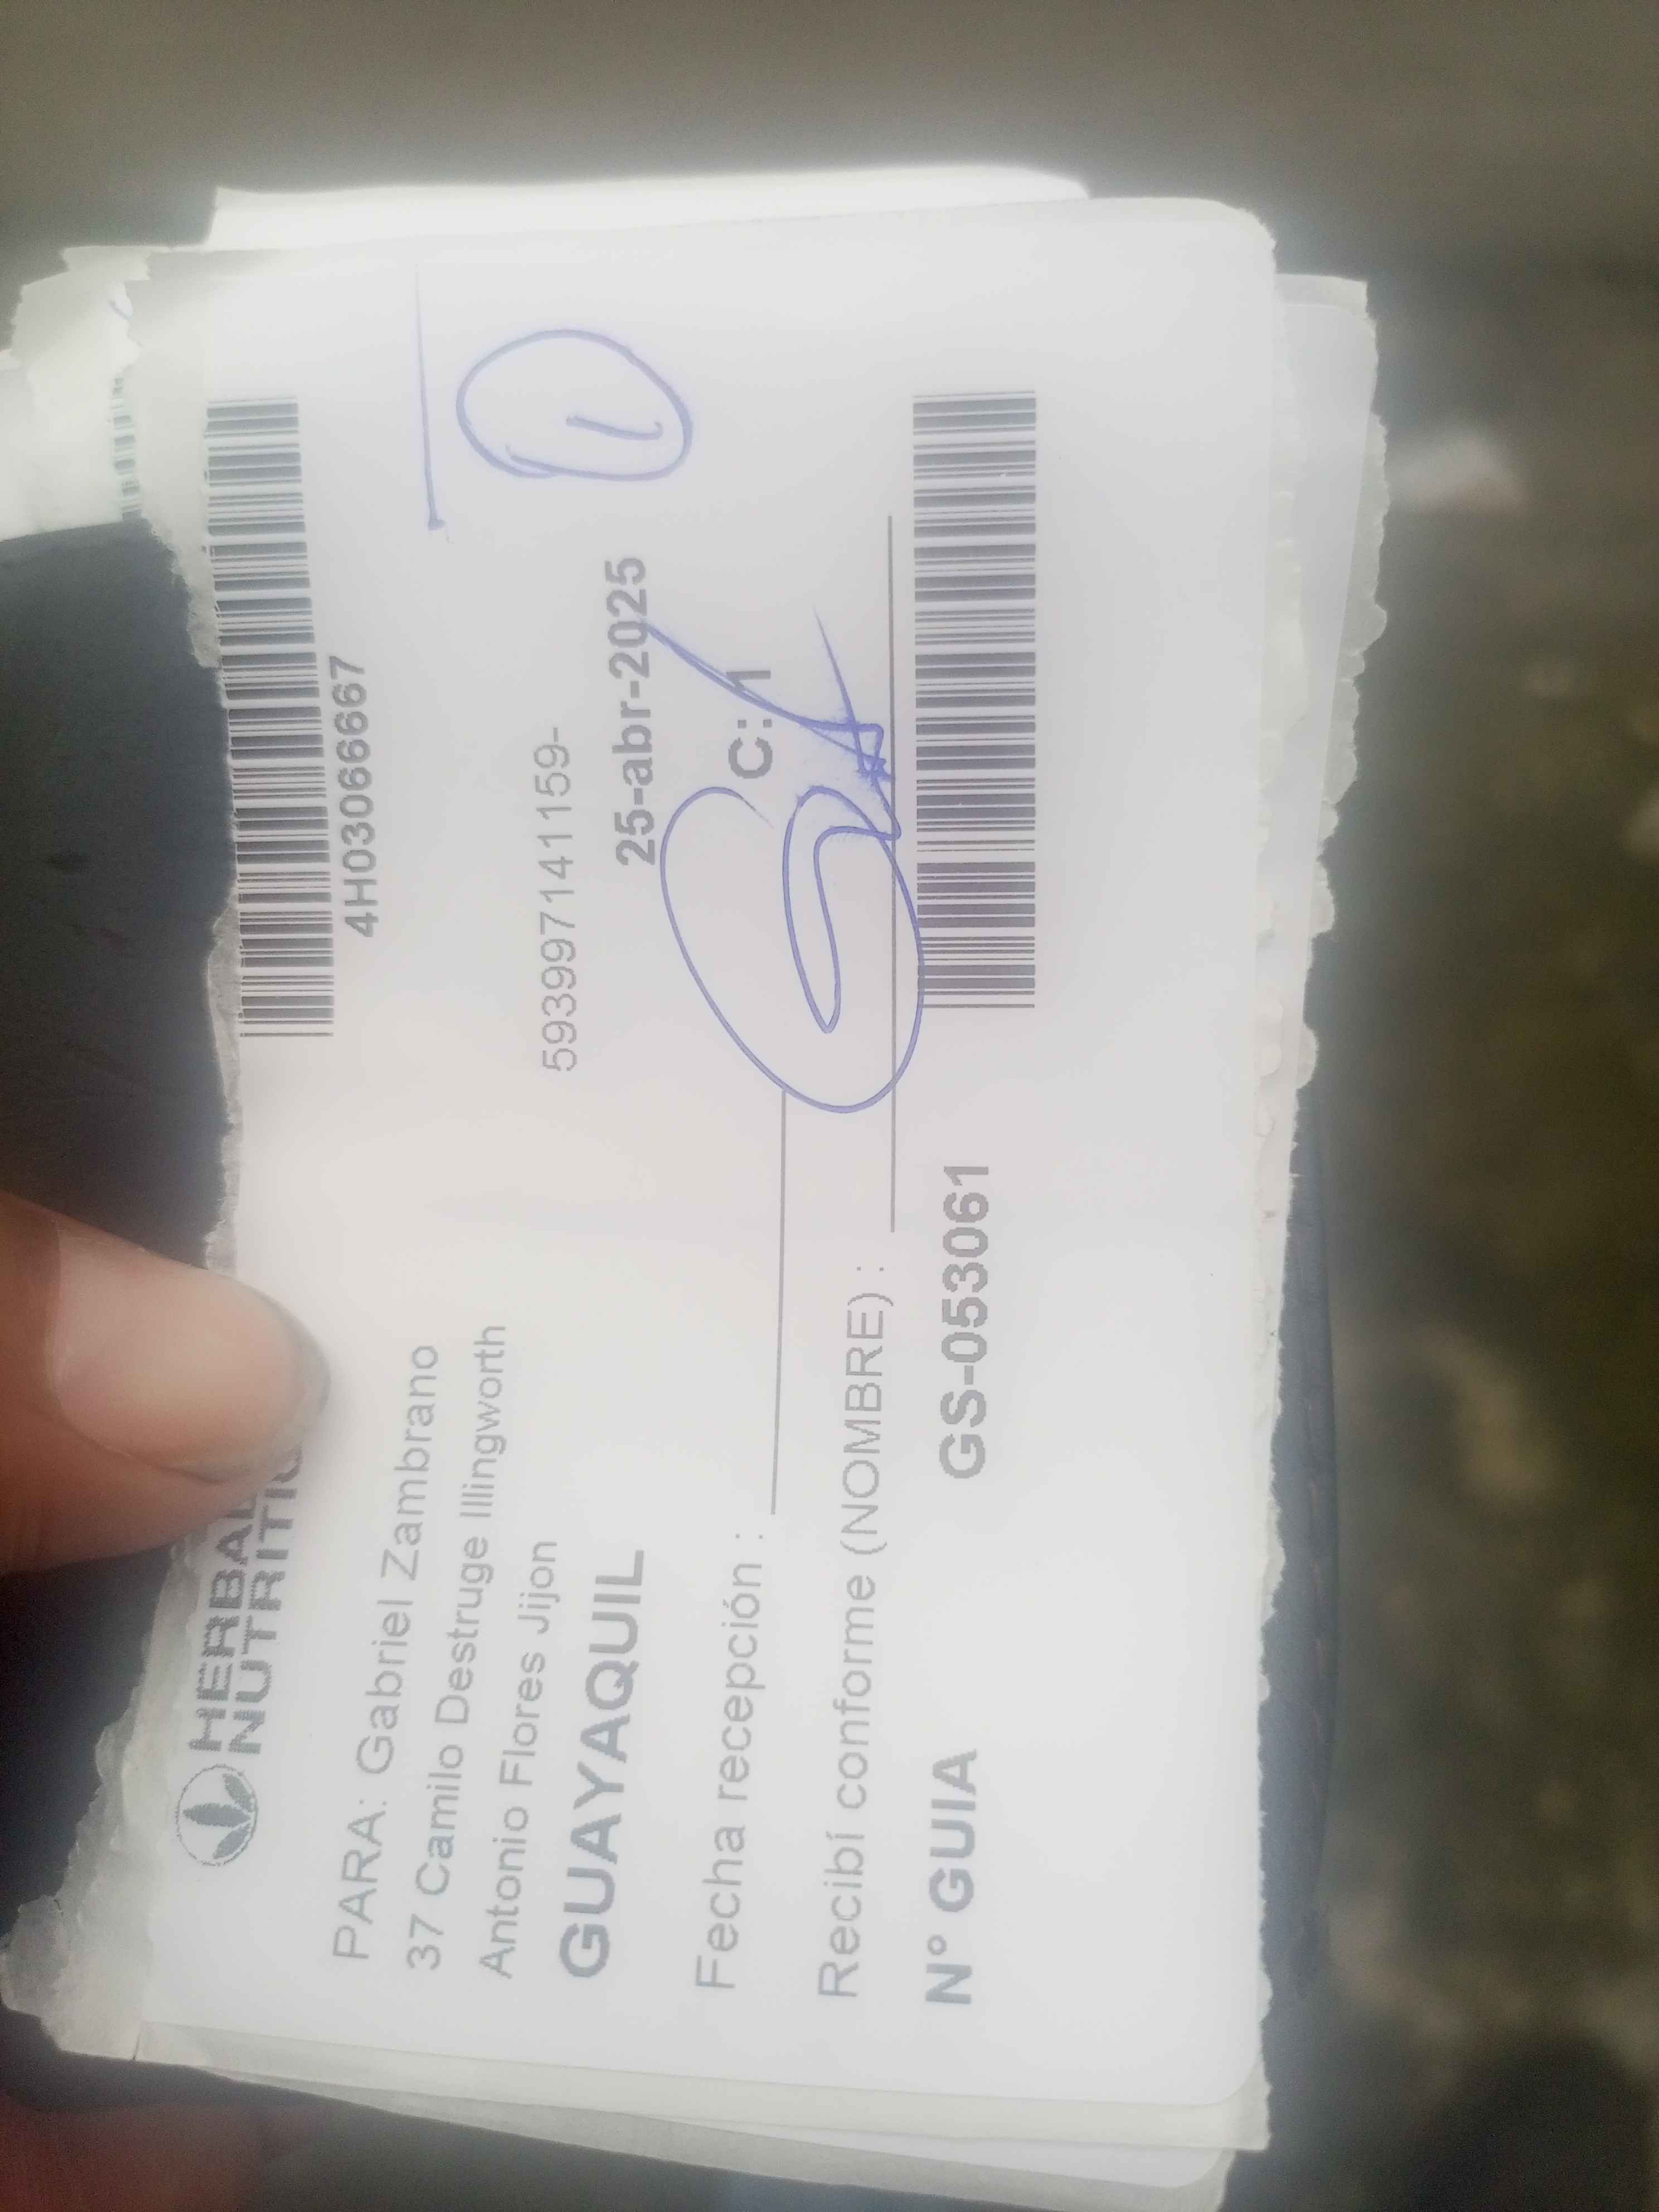 HERBAL
NUTRITIO
4H03066667
PARA: Gabriel Zambrano
37 Camilo Destruge Illingworth
Antonio Flores Jijon
593997141159-
GUAYAQUIL
25-abr-2025
1
Fecha recepción :
C:1
Recibí conforme (NOMBRE) :
N° GUIA
GS-053061